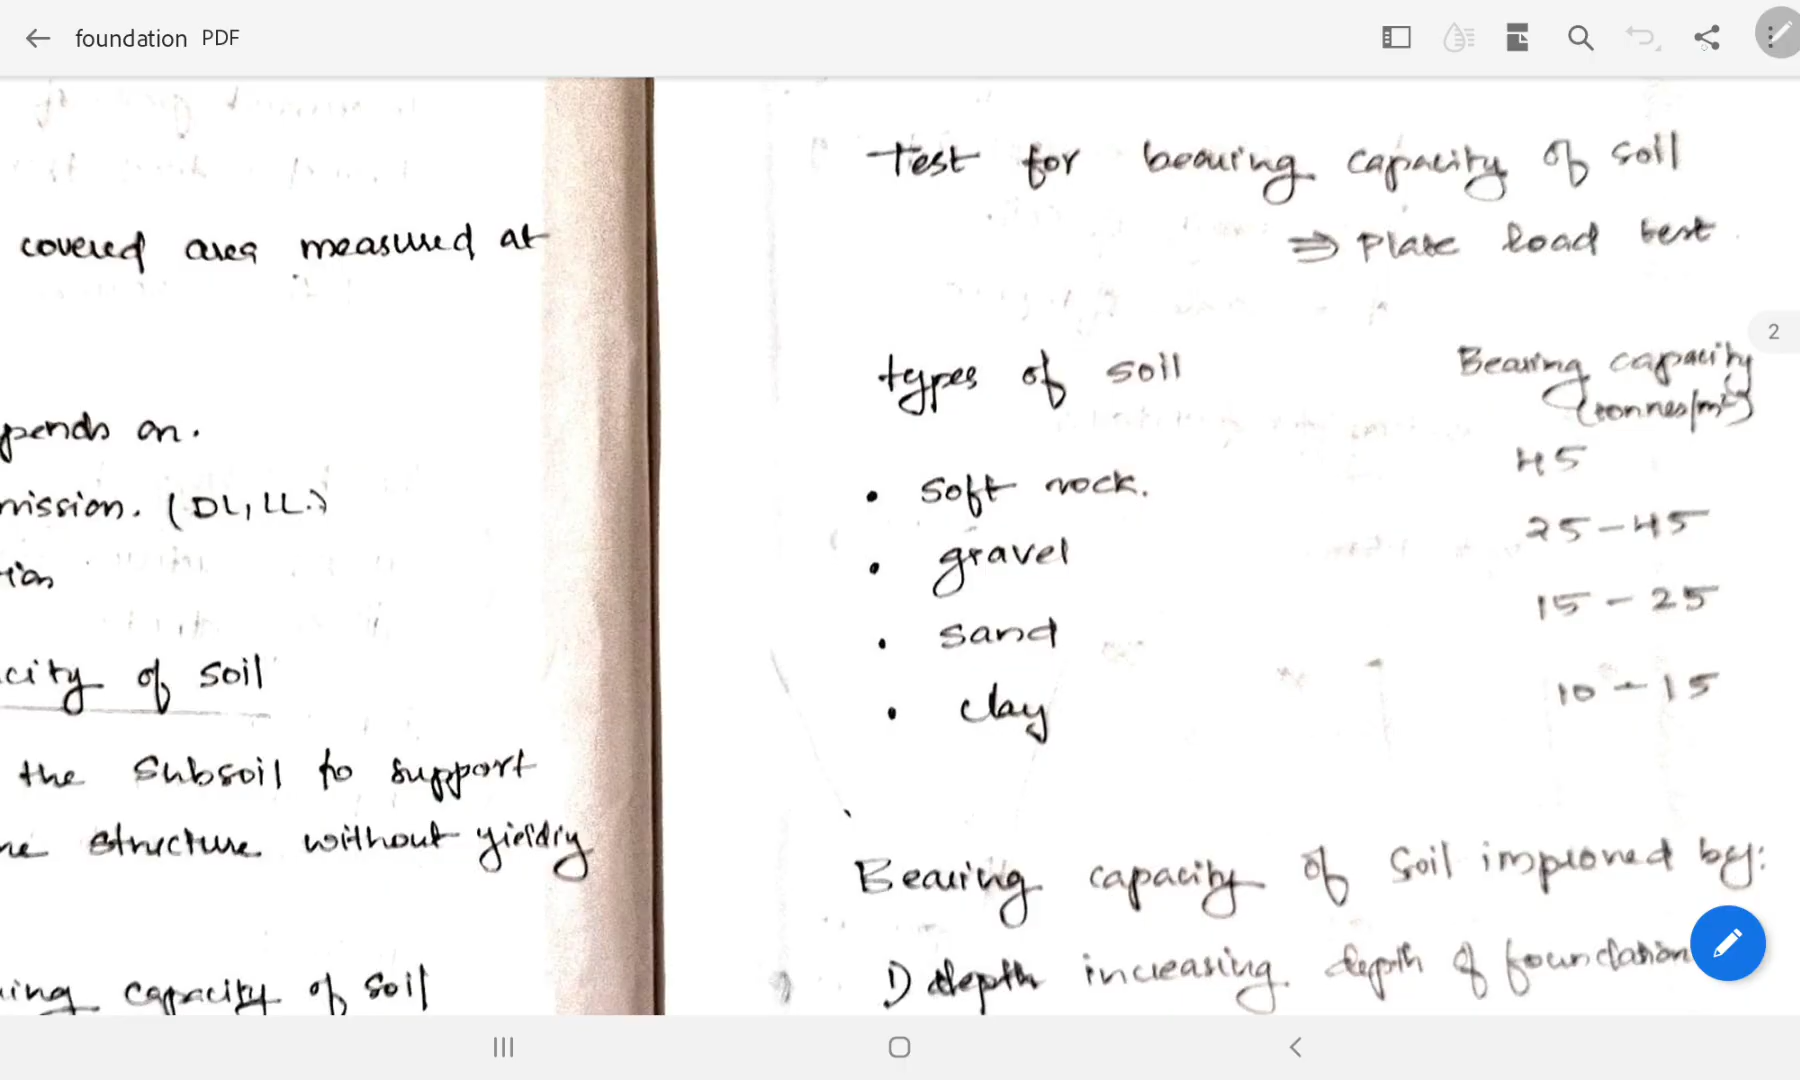 foundation PDF
covered area measured at
pends on.
mission. (DL, LL.)
tion
city of soil
the subsoil to support
structure without yielding
capacity of soil
Test for bearing capacity of soil
⇒ Plate load test
2
types of soil
Bearing capacity
(tonnes/m²)
• soft rock.
45
• gravel
25-45
• sand
15-25
• clay
10-15
Bearing capacity of soil improved by:
1) depth increasing depth of foundation